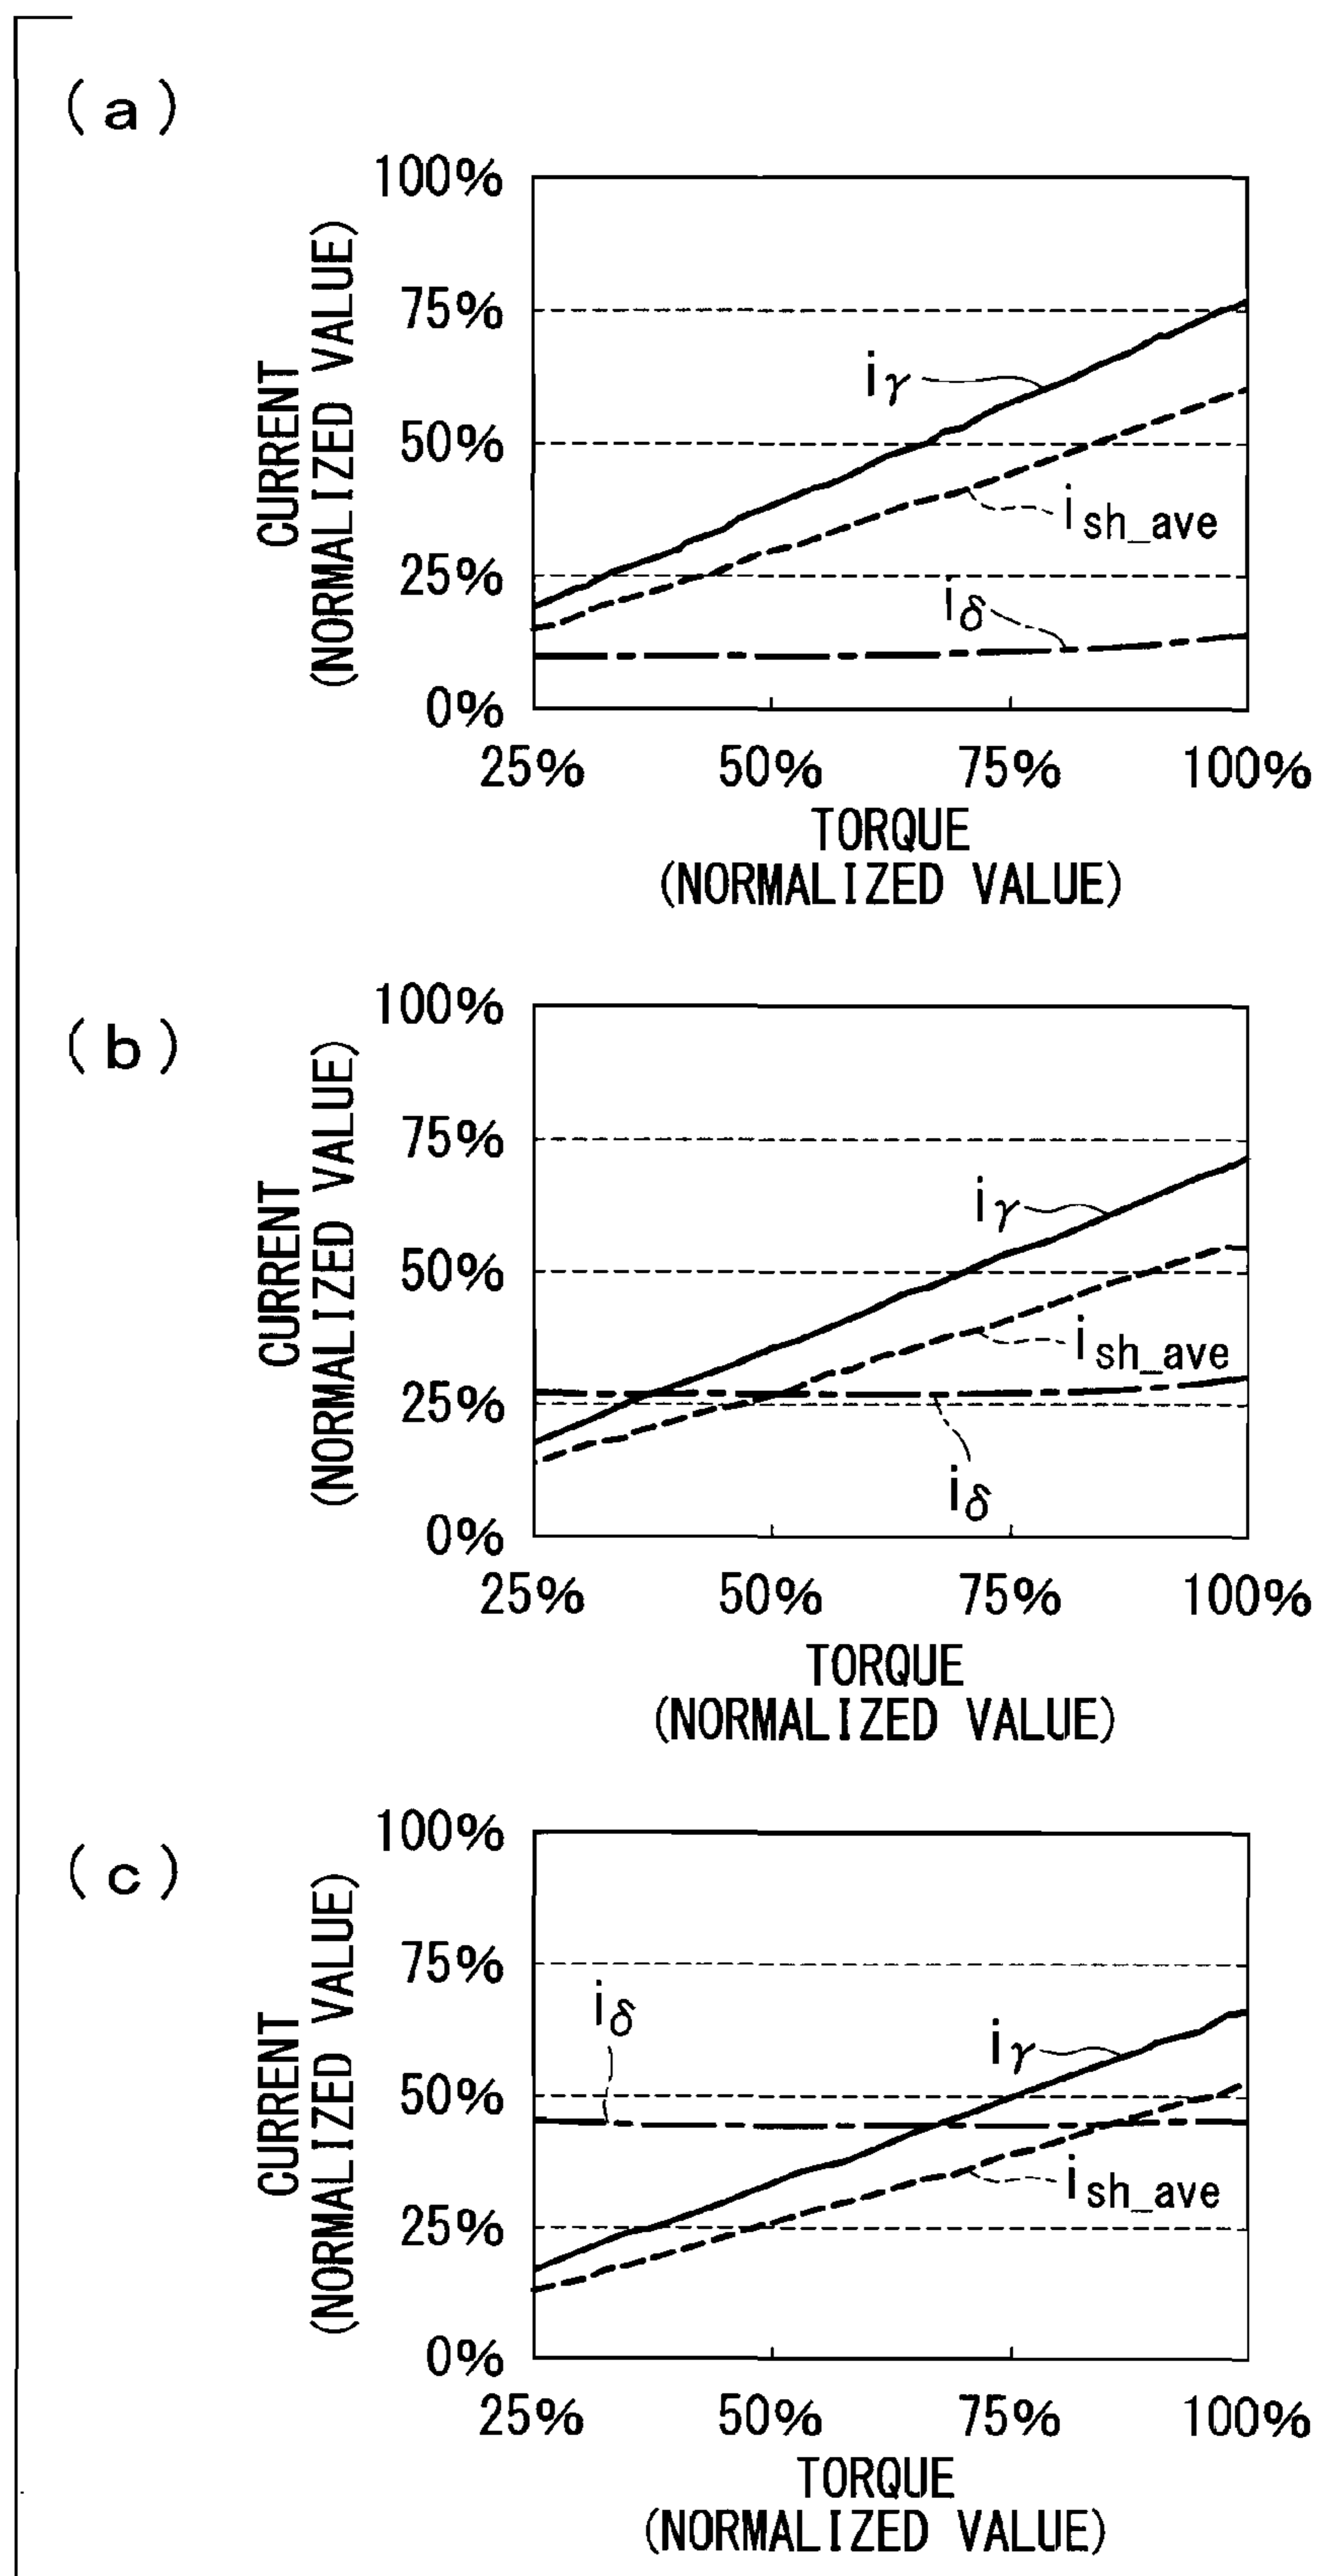 (a)
CURRENT
(NORMALIZED VALUE)
100%
75%
50%
25%
0%
iγ
ish_ave
iδ
25% 50% 75% 100%
TORQUE
(NORMALIZED VALUE)
(b)
CURRENT
(NORMALIZED VALUE)
100%
75%
50%
25%
0%
iγ
ish_ave
iδ
25% 50% 75% 100%
TORQUE
(NORMALIZED VALUE)
(c)
CURRENT
(NORMALIZED VALUE)
100%
75%
50%
25%
0%
iδ
iγ
ish_ave
25% 50% 75% 100%
TORQUE
(NORMALIZED VALUE)